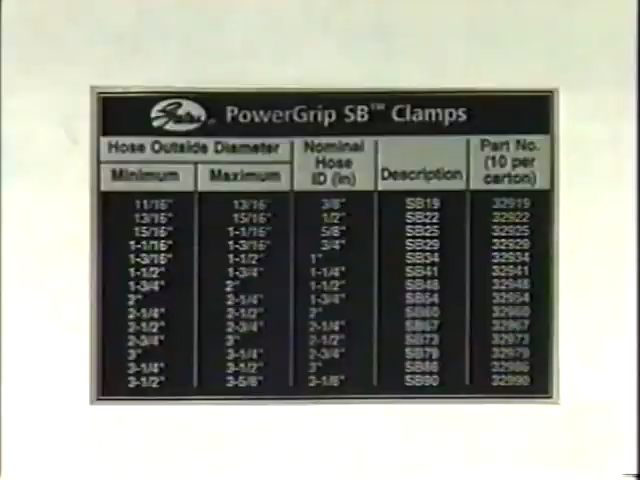 Gates PowerGrip SB™ Clamps
Hose Outside Diameter Nominal Hose ID (in) Description Part No. (10 per carton)
Minimum Maximum
11/16" 13/16" 3/8" SB19 32919
13/16" 15/16" 1/2" SB22 32922
15/16" 1-1/16" 5/8" SB25 32925
1-1/16" 1-3/16" 3/4" SB29 32929
1-3/16" 1-1/2" 1" SB34 32934
1-1/2" 1-3/4" 1-1/4" SB41 32941
1-3/4" 2" 1-1/2" SB48 32948
2" 2-1/4" 1-3/4" SB54 32954
2-1/4" 2-1/2" 2" SB60 32960
2-1/2" 2-3/4" 2-1/4" SB67 32967
2-3/4" 3" 2-1/2" SB73 32973
3" 3-1/4" 2-3/4" SB79 32979
3-1/4" 3-1/2" 3" SB86 32986
3-1/2" 3-5/8" 3-1/8" SB90 32990